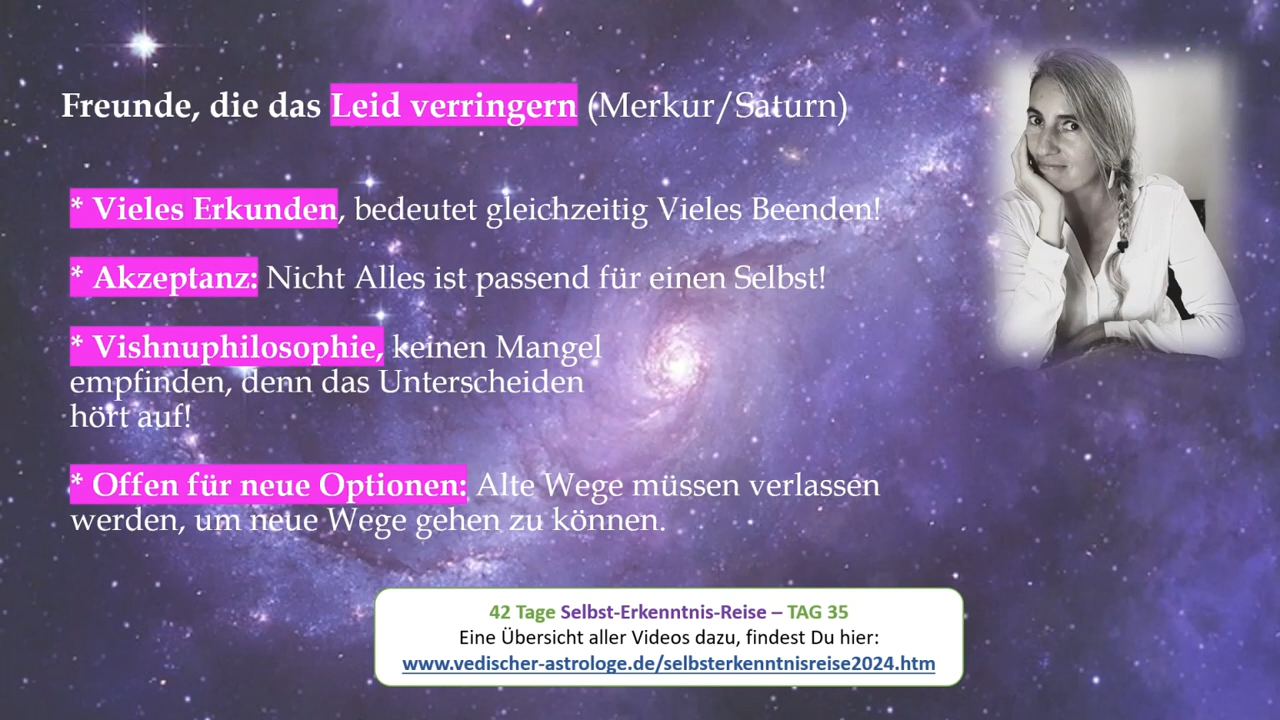 Freunde, die das Leid verringern (Merkur/Saturn)
* Vieles Erkunden, bedeutet gleichzeitig Vieles Beenden!
* Akzeptanz: Nicht Alles ist passend für einen Selbst!
* Vishnuphilosophie, keinen Mangel
empfinden, denn das Unterscheiden
hört auf!
* Offen für neue Optionen: Alte Wege müssen verlassen
werden, um neue Wege gehen zu können.
42 Tage Selbst-Erkenntnis-Reise – TAG 35
Eine Übersicht aller Videos dazu, findest Du hier:
www.vedischer-astrologe.de/selbsterkenntnisreise2024.htm